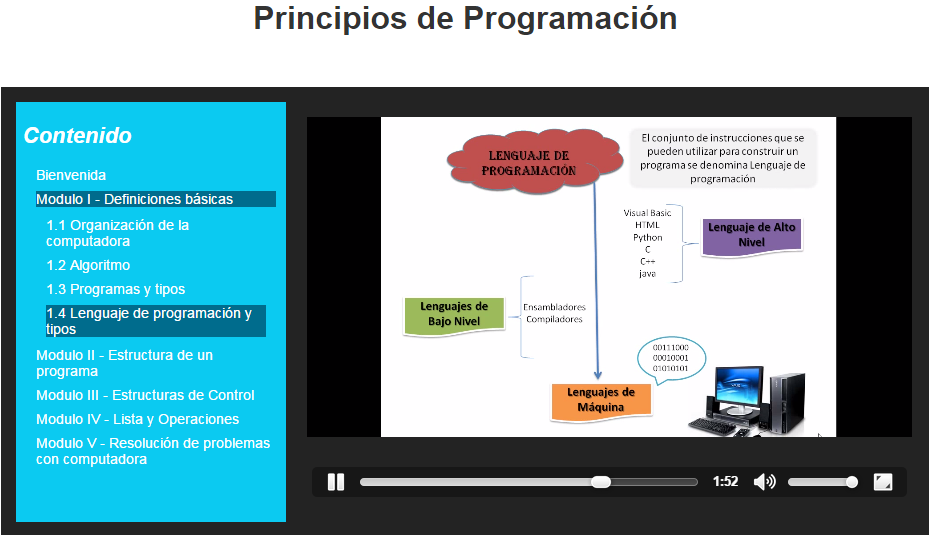 Principios de Programación
Contenido
Bienvenida
Modulo I - Definiciones básicas
1.1 Organización de la
computadora
1.2 Algoritmo
1.3 Programas y tipos
1.4 Lenguaje de programación y
tipos
Modulo II - Estructura de un
programa
Modulo III - Estructuras de Control
Modulo IV - Lista y Operaciones
Modulo V - Resolución de problemas
con computadora
LENGUAJE DE
PROGRAMACIÓN
El conjunto de instrucciones que se
pueden utilizar para construir un
programa se denomina Lenguaje de
programación
Visual Basic
HTML
Python
C
C++
java
Lenguaje de Alto
Nivel
Lenguajes de
Bajo Nivel
Ensambladores
Compiladores
00111000
00010001
01010101
Lenguajes de
Máquina
1:52